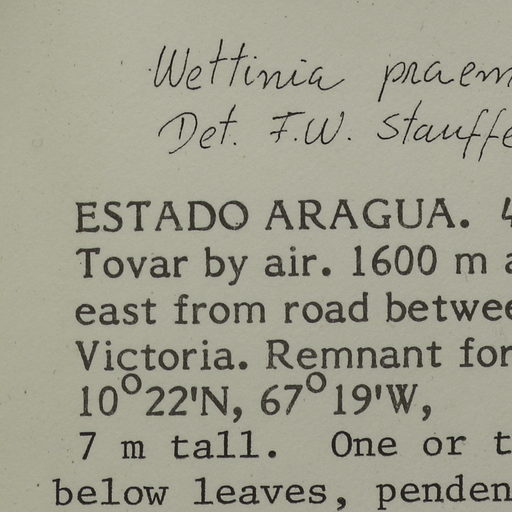 Wettinia praem
Det. F.W. Stauffe
ESTADO ARAGUA. 4
Tovar by air. 1600 m a
east from road betwee
Victoria. Remnant for
10°22'N, 67°19'W,
7 m tall. One or t
below leaves, penden